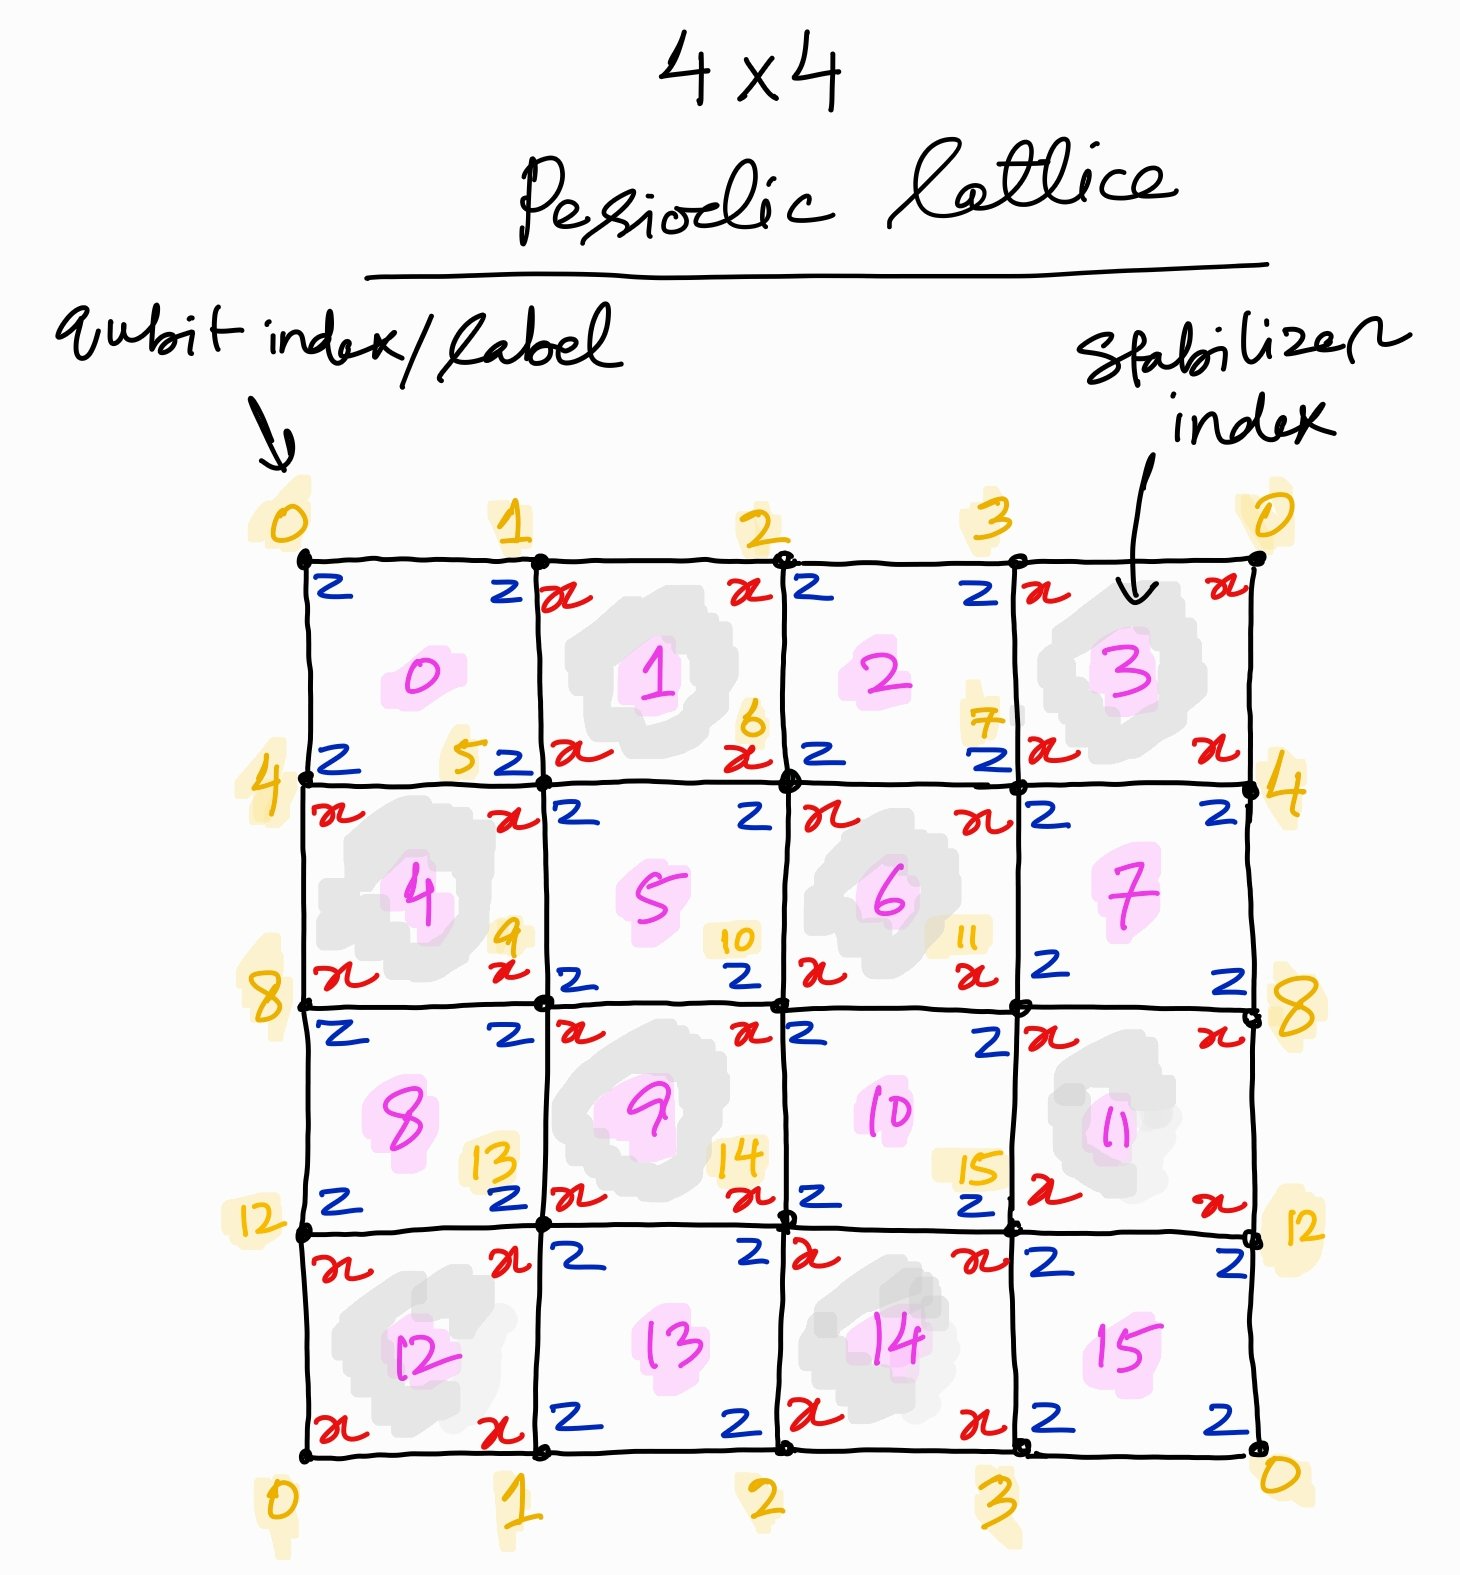 4 x 4
Periodic lattice
qubit index/label
stabilizer
index
0 1 2 3 0
z z x x z z x x
0 1 2 3
5 6 7
z z x x z z x x
4 4
x x z z x x z z
4 5 6 7
9 10 11
x x z z x x z z
8 8
z z x x z z x x
8 9 10 11
13 14 15
z z x x z z x x
12 12
x x z z x x z z
12 13 14 15
x x z z x x z z
0 1 2 3 0